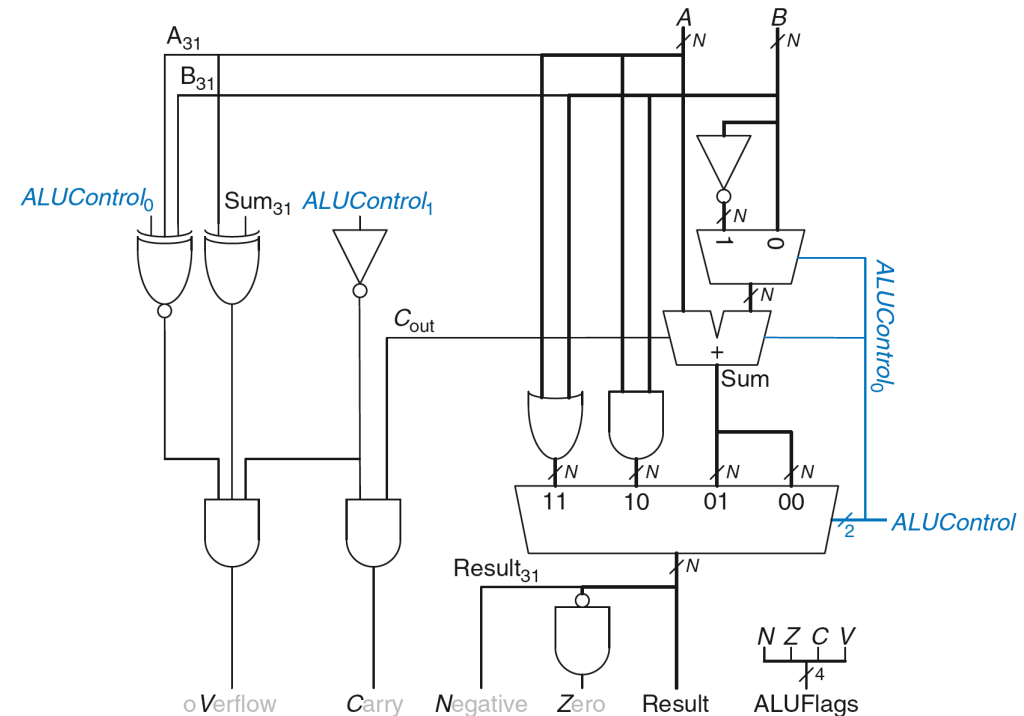 A B
N N
A31
B31
ALUControl0 Sum31 ALUControl1
N
1 0
N
ALUControl0
Cout
+
Sum
N N N N
11 10 01 00
2 ALUControl
Result31 N
N Z C V
4
oVerflow Carry Negative Zero Result ALUFlags